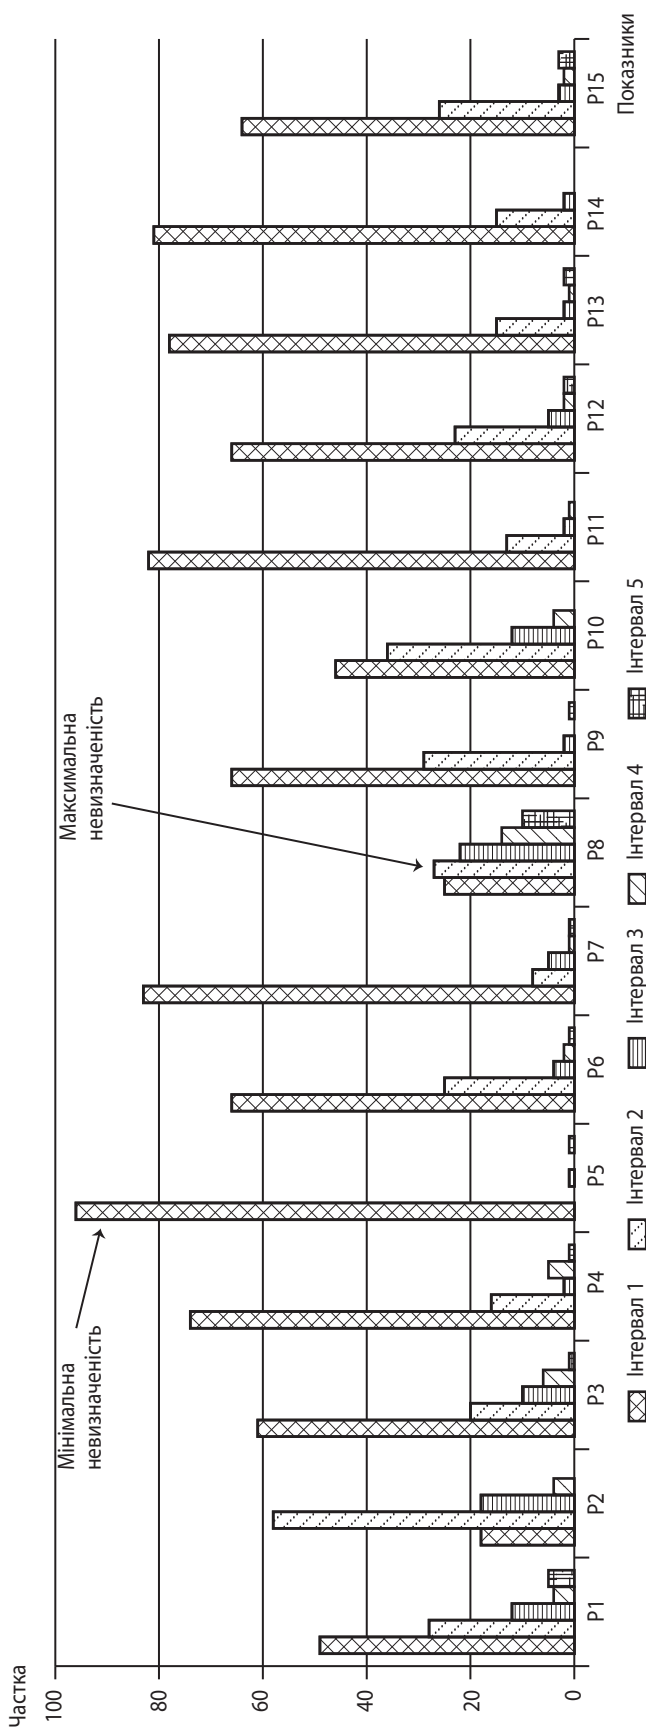 Частка
100
80
60
40
20
0
Мінімальна
невизначеність
Максимальна
невизначеність
P1
P2
P3
P4
P5
P6
P7
P8
P9
P10
P11
P12
P13
P14
P15
Показники
Інтервал 1
Інтервал 2
Інтервал 3
Інтервал 4
Інтервал 5